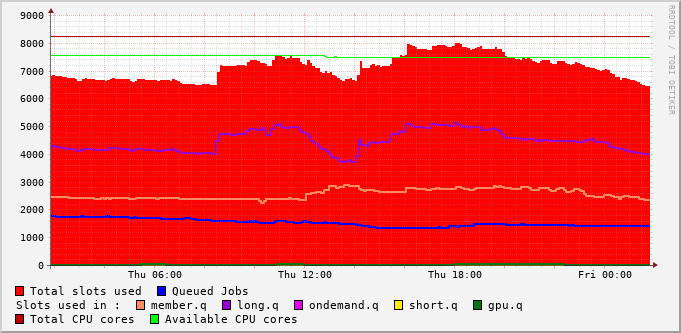 9000
8000
7000
6000
5000
4000
3000
2000
1000
0
Thu 06:00 Thu 12:00 Thu 18:00 Fri 00:00
Total slots used Queued Jobs
Slots used in : member.q long.q ondemand.q short.q gpu.q
Total CPU cores Available CPU cores
RRDTOOL / TOBI OETIKER